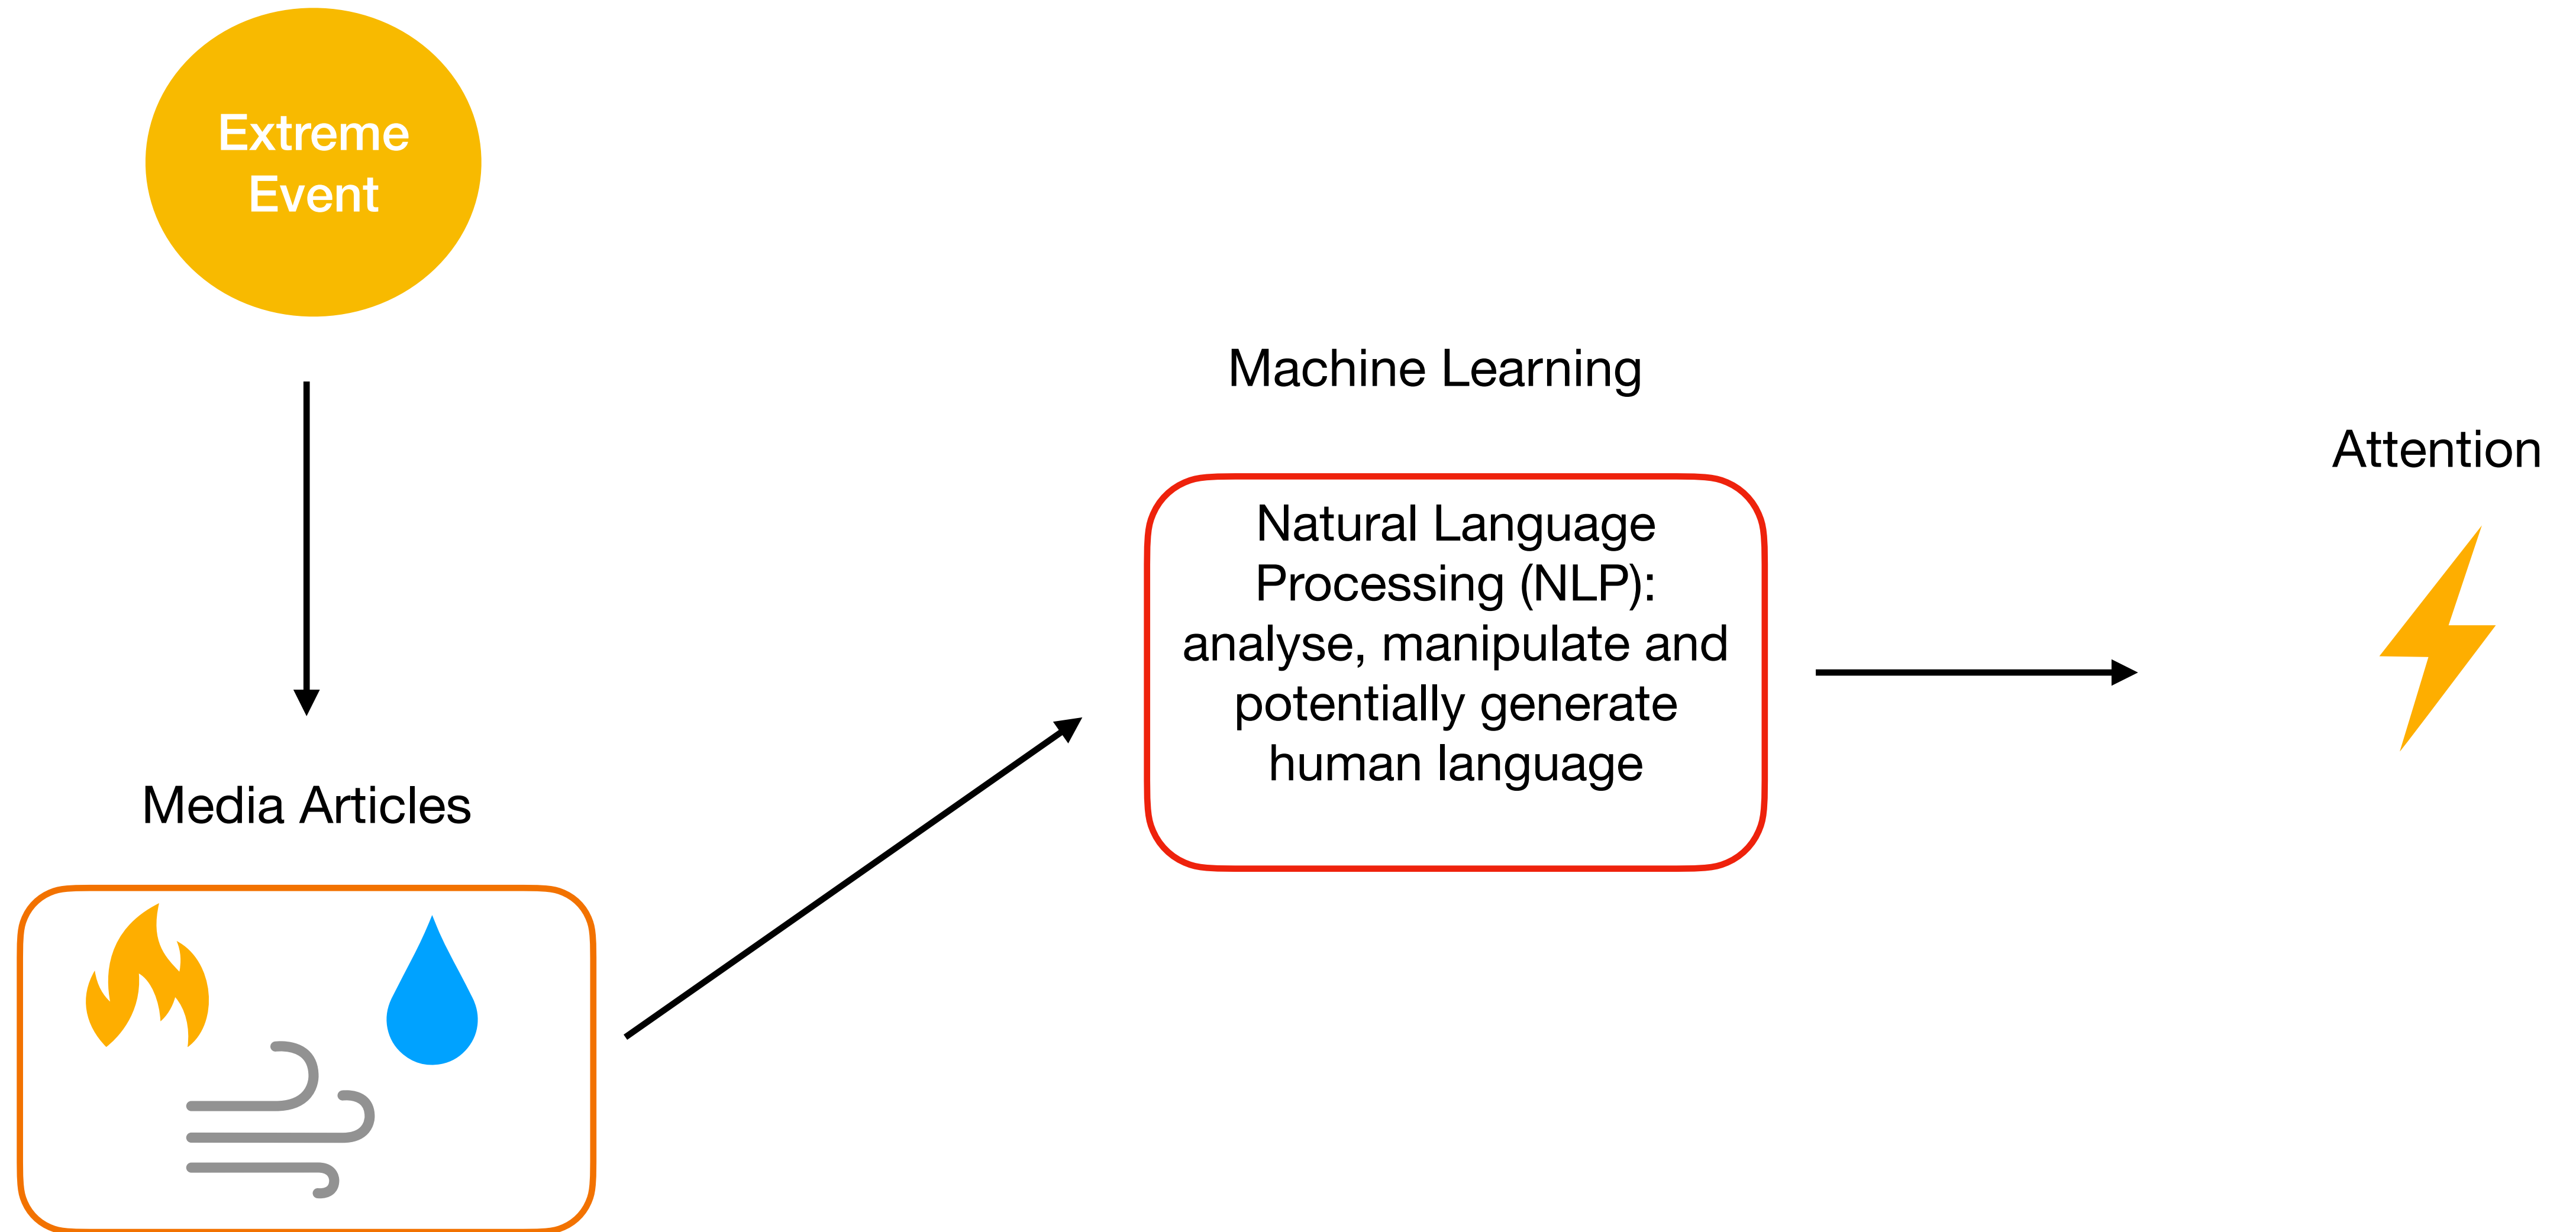 Extreme
Event
Media Articles
Machine Learning
Natural Language
Processing (NLP):
analyse, manipulate and
potentially generate
human language
Attention